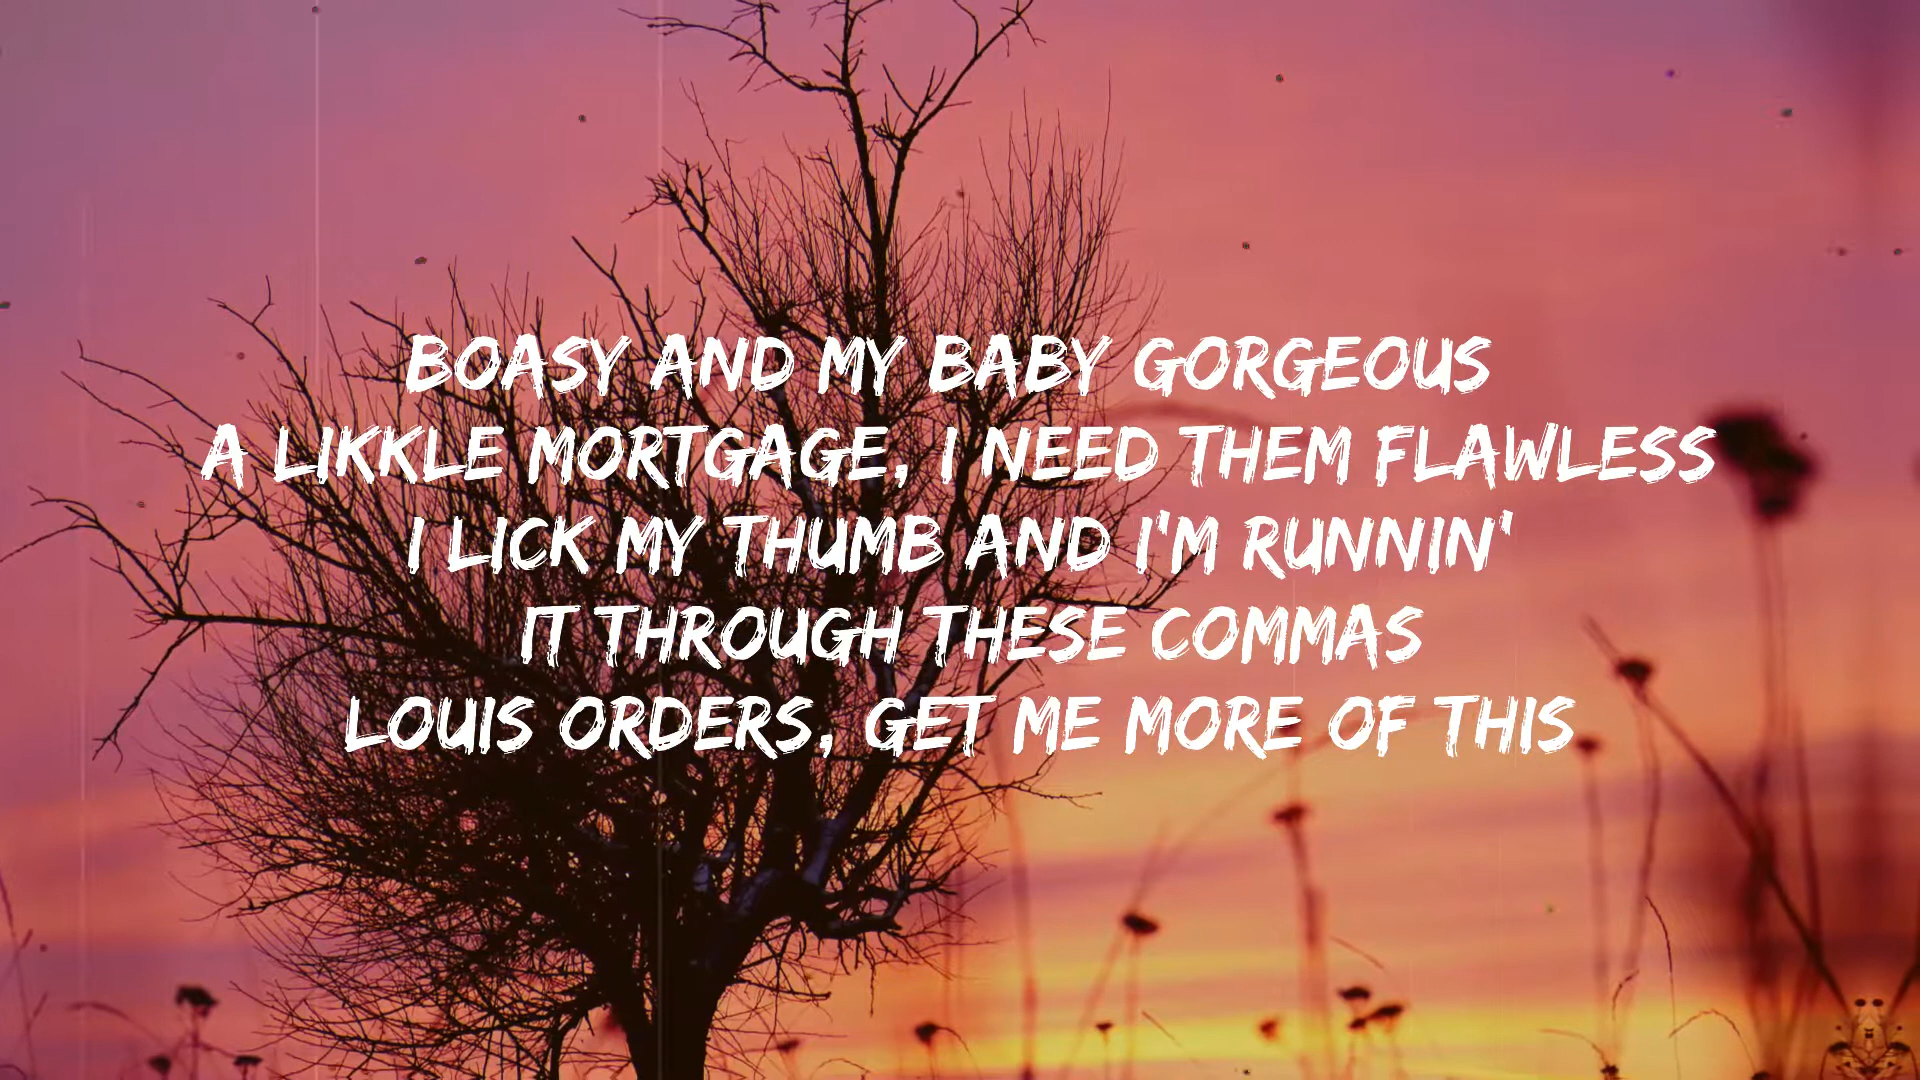 BOASY AND MY BABY GORGEOUS
A LIKKLE MORTGAGE, I NEED THEM FLAWLESS
I LICK MY THUMB AND I'M RUNNIN'
IT THROUGH THESE COMMAS
LOUIS ORDERS, GET ME MORE OF THIS